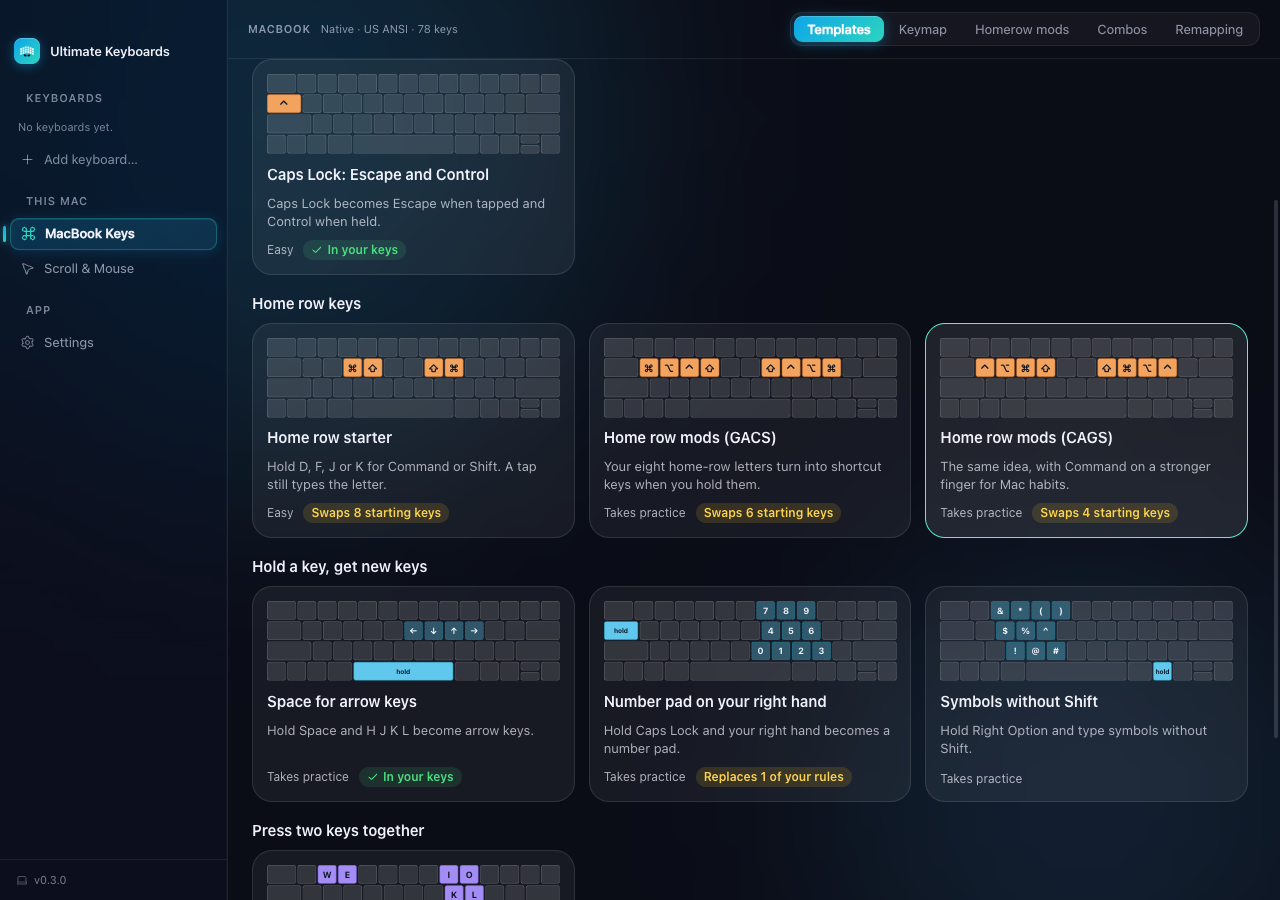 Ultimate Keyboards
KEYBOARDS
No keyboards yet.
Add keyboard...
THIS MAC
MacBook Keys
Scroll & Mouse
APP
Settings
v0.3.0
MACBOOK Native · US ANSI · 78 keys
Templates Keymap Homerow mods Combos Remapping
^
Caps Lock: Escape and Control
Caps Lock becomes Escape when tapped and
Control when held.
Easy ✓ In your keys
Home row keys
⌘ ⇧ ⇧ ⌘
Home row starter
Hold D, F, J or K for Command or Shift. A tap
still types the letter.
Easy Swaps 8 starting keys
⌘ ⌥ ^ ⇧ ⇧ ^ ⌥ ⌘
Home row mods (GACS)
Your eight home-row letters turn into shortcut
keys when you hold them.
Takes practice Swaps 6 starting keys
^ ⌥ ⌘ ⇧ ⇧ ⌘ ⌥ ^
Home row mods (CAGS)
The same idea, with Command on a stronger
finger for Mac habits.
Takes practice Swaps 4 starting keys
Hold a key, get new keys
← ↓ ↑ →
hold
Space for arrow keys
Hold Space and H J K L become arrow keys.
Takes practice ✓ In your keys
7 8 9
hold 4 5 6
0 1 2 3
Number pad on your right hand
Hold Caps Lock and your right hand becomes a
number pad.
Takes practice Replaces 1 of your rules
& * ( )
$ % ^
! @ #
hold
Symbols without Shift
Hold Right Option and type symbols without
Shift.
Takes practice
Press two keys together
W E I O
K L